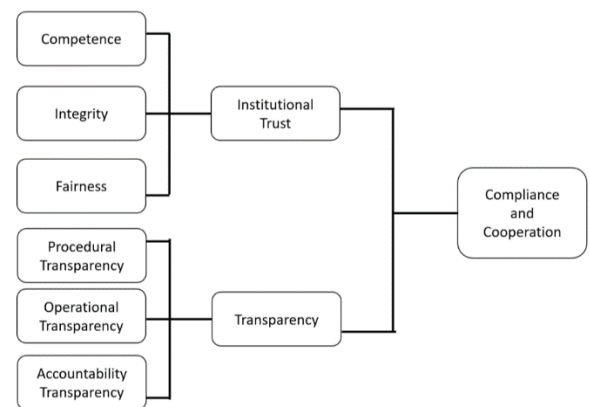 Competence
Integrity
Fairness
Procedural
Transparency
Operational
Transparency
Accountability
Transparency
Institutional
Trust
Transparency
Compliance
and
Cooperation